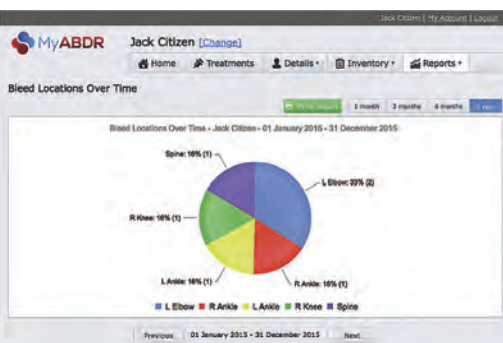 Jack Citizen | My Account | Logout
MyABDR
Jack Citizen [Change]
Home Treatments Details Inventory Reports
Bleed Locations Over Time
1 month 3 months 6 months
Bleed Locations Over Time - Jack Citizen - 01 January 2015 - 31 December 2015
Spine: 16% (1)
L Elbow: 33% (2)
R Knee: 16% (1)
L Ankle: 16% (1)
R Ankle: 16% (1)
L Elbow R Ankle L Ankle R Knee Spine
Previous 01 January 2015 - 31 December 2015 Next